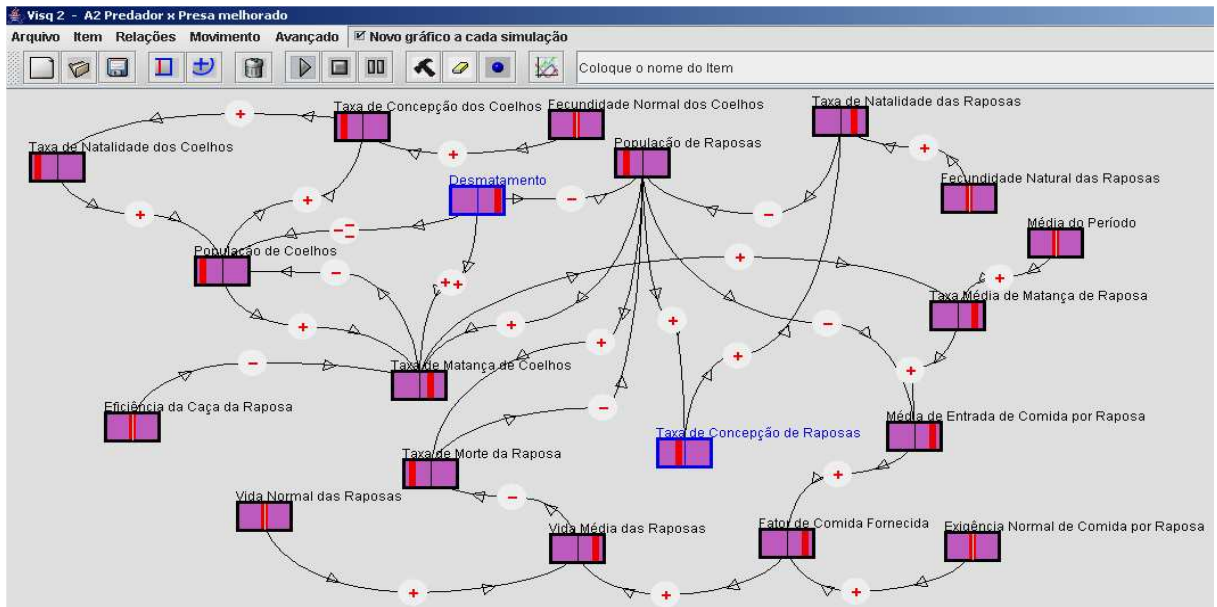 Visq 2 - A2 Predador x Presa melhorado
Arquivo Item Relações Movimento Avançado Novo gráfico a cada simulação
Coloque o nome do Item
Taxa de Concepção dos Coelhos
Fecundidade Normal dos Coelhos
Taxa de Natalidade das Raposas
Taxa de Natalidade dos Coelhos
População de Raposas
Desmatamento
Fecundidade Natural das Raposas
Média do Período
População de Coelhos
Taxa Média de Matança de Raposa
Taxa de Matança de Coelhos
Eficiência da Caça da Raposa
Média de Entrada de Comida por Raposa
Taxa de Concepção de Raposas
Taxa de Morte da Raposa
Vida Normal das Raposas
Vida Média das Raposas
Fator de Comida Fornecida
Exigência Normal de Comida por Raposa